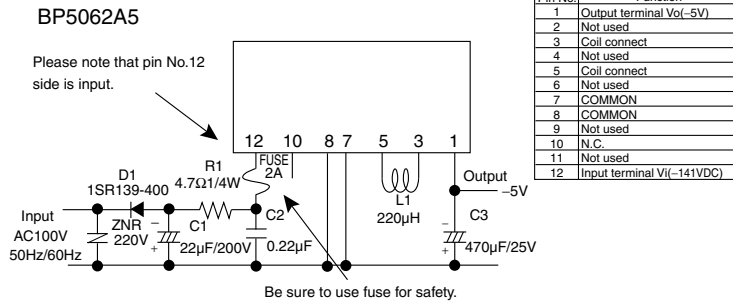 BP5062A5
Please note that pin No.12
side is input.
12 10 8 7 5 3 1
FUSE
2A
R1
4.7Ω1/4W
D1
1SR139-400
Input
AC100V
50Hz/60Hz
ZNR
220V
−
+
C1
22µF/200V
C2
0.22µF
L1
220µH
Output
−5V
C3
−
+
470µF/25V
Be sure to use fuse for safety.
Pin No. Function
1 Output terminal Vo(−5V)
2 Not used
3 Coil connect
4 Not used
5 Coil connect
6 Not used
7 COMMON
8 COMMON
9 Not used
10 N.C.
11 Not used
12 Input terminal Vi(−141VDC)